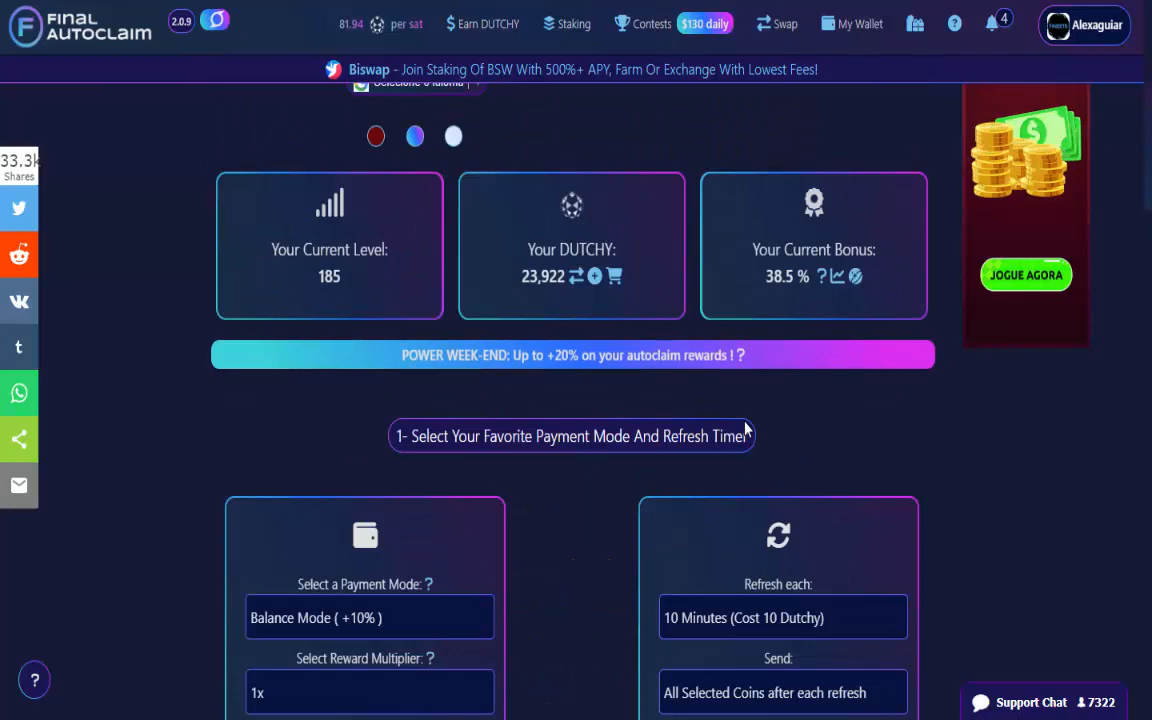 FINAL AUTOCLAIM
2.0.9
81.94 per sat
Earn DUTCHY
Staking
Contests $130 daily
Swap
My Wallet
4
Alexaguiar
Biswap - Join Staking Of BSW With 500%+ APY, Farm Or Exchange With Lowest Fees!
Selecione o idioma
33.3k
Shares
Your Current Level:
185
Your DUTCHY:
23,922
Your Current Bonus:
38.5 % ?
JOGUE AGORA
POWER WEEK-END: Up to +20% on your autoclaim rewards ! ?
1- Select Your Favorite Payment Mode And Refresh Timer
Select a Payment Mode: ?
Balance Mode ( +10% )
Select Reward Multiplier: ?
1x
Refresh each:
10 Minutes (Cost 10 Dutchy)
Send:
All Selected Coins after each refresh
?
Support Chat 7322